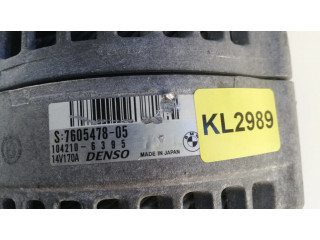 S:7605478-05
104210-6395
14V170A DENSO
MADE IN JAPAN
KL2989